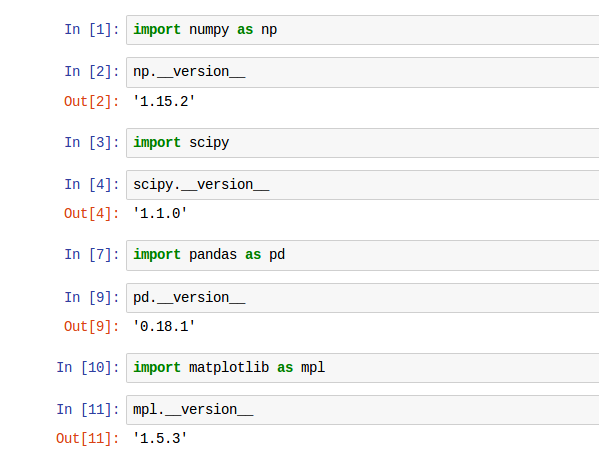 In [1]: import numpy as np
In [2]: np.__version__
Out[2]: '1.15.2'
In [3]: import scipy
In [4]: scipy.__version__
Out[4]: '1.1.0'
In [7]: import pandas as pd
In [9]: pd.__version__
Out[9]: '0.18.1'
In [10]: import matplotlib as mpl
In [11]: mpl.__version__
Out[11]: '1.5.3'